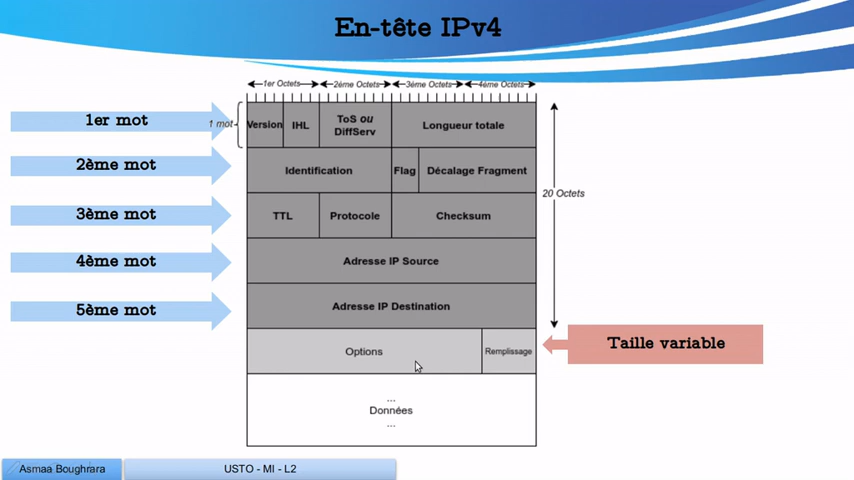 En-tête IPv4
1er Octets 2ème Octets 3ème Octets 4ème Octets
1er mot
1 mot
Version IHL ToS ou DiffServ Longueur totale
2ème mot
Identification Flag Décalage Fragment
20 Octets
3ème mot
TTL Protocole Checksum
4ème mot
Adresse IP Source
5ème mot
Adresse IP Destination
Options Remplissage
Taille variable
...
Données
...
Asmaa Boughrara
USTO - MI - L2